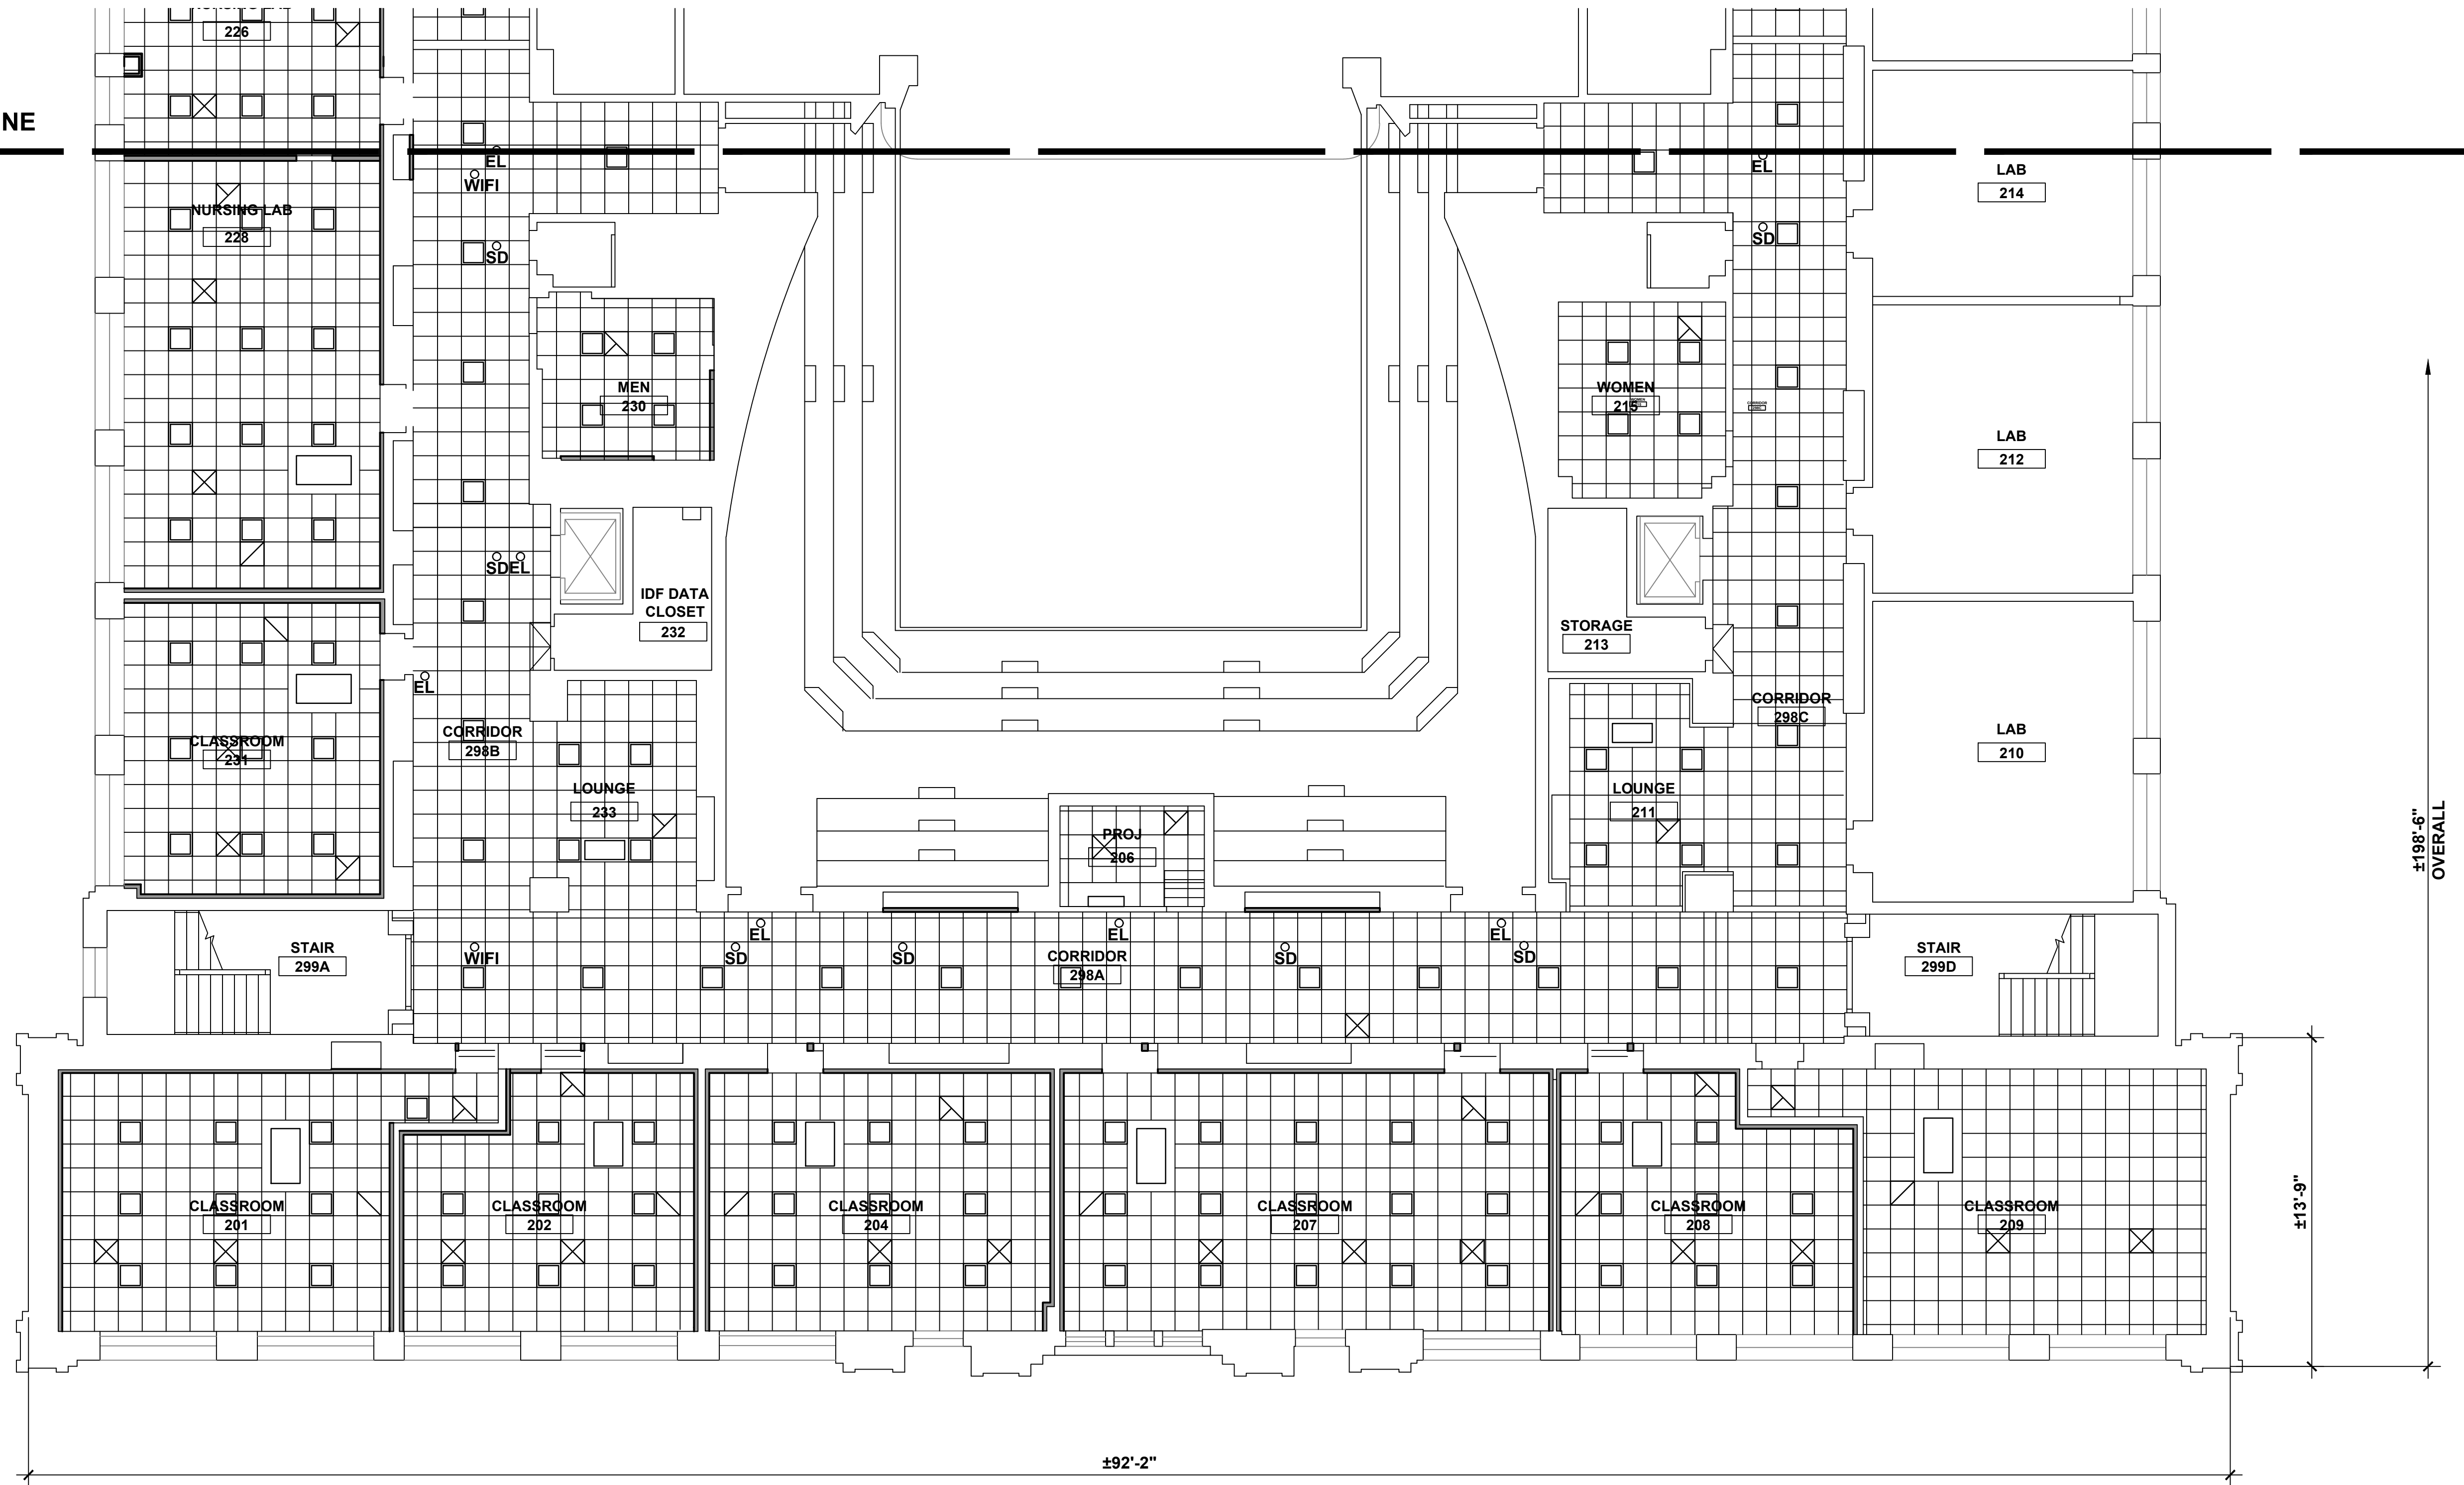 226
NE
EL
WIFI
EL
LAB
214
NURSING LAB
228
SD
SD
MEN
230
WOMEN
215
CORRIDOR
LAB
212
SD
EL
IDF DATA
CLOSET
232
STORAGE
213
EL
CORRIDOR
298B
CORRIDOR
298C
LAB
210
CLASSROOM
231
LOUNGE
233
LOUNGE
211
PROJ
206
±198'-6"
OVERALL
EL
EL
EL
STAIR
299A
WIFI
SD
SD
CORRIDOR
298A
SD
SD
STAIR
299D
CLASSROOM
201
CLASSROOM
202
CLASSROOM
204
CLASSROOM
207
CLASSROOM
208
CLASSROOM
209
±13'-9"
±92'-2"